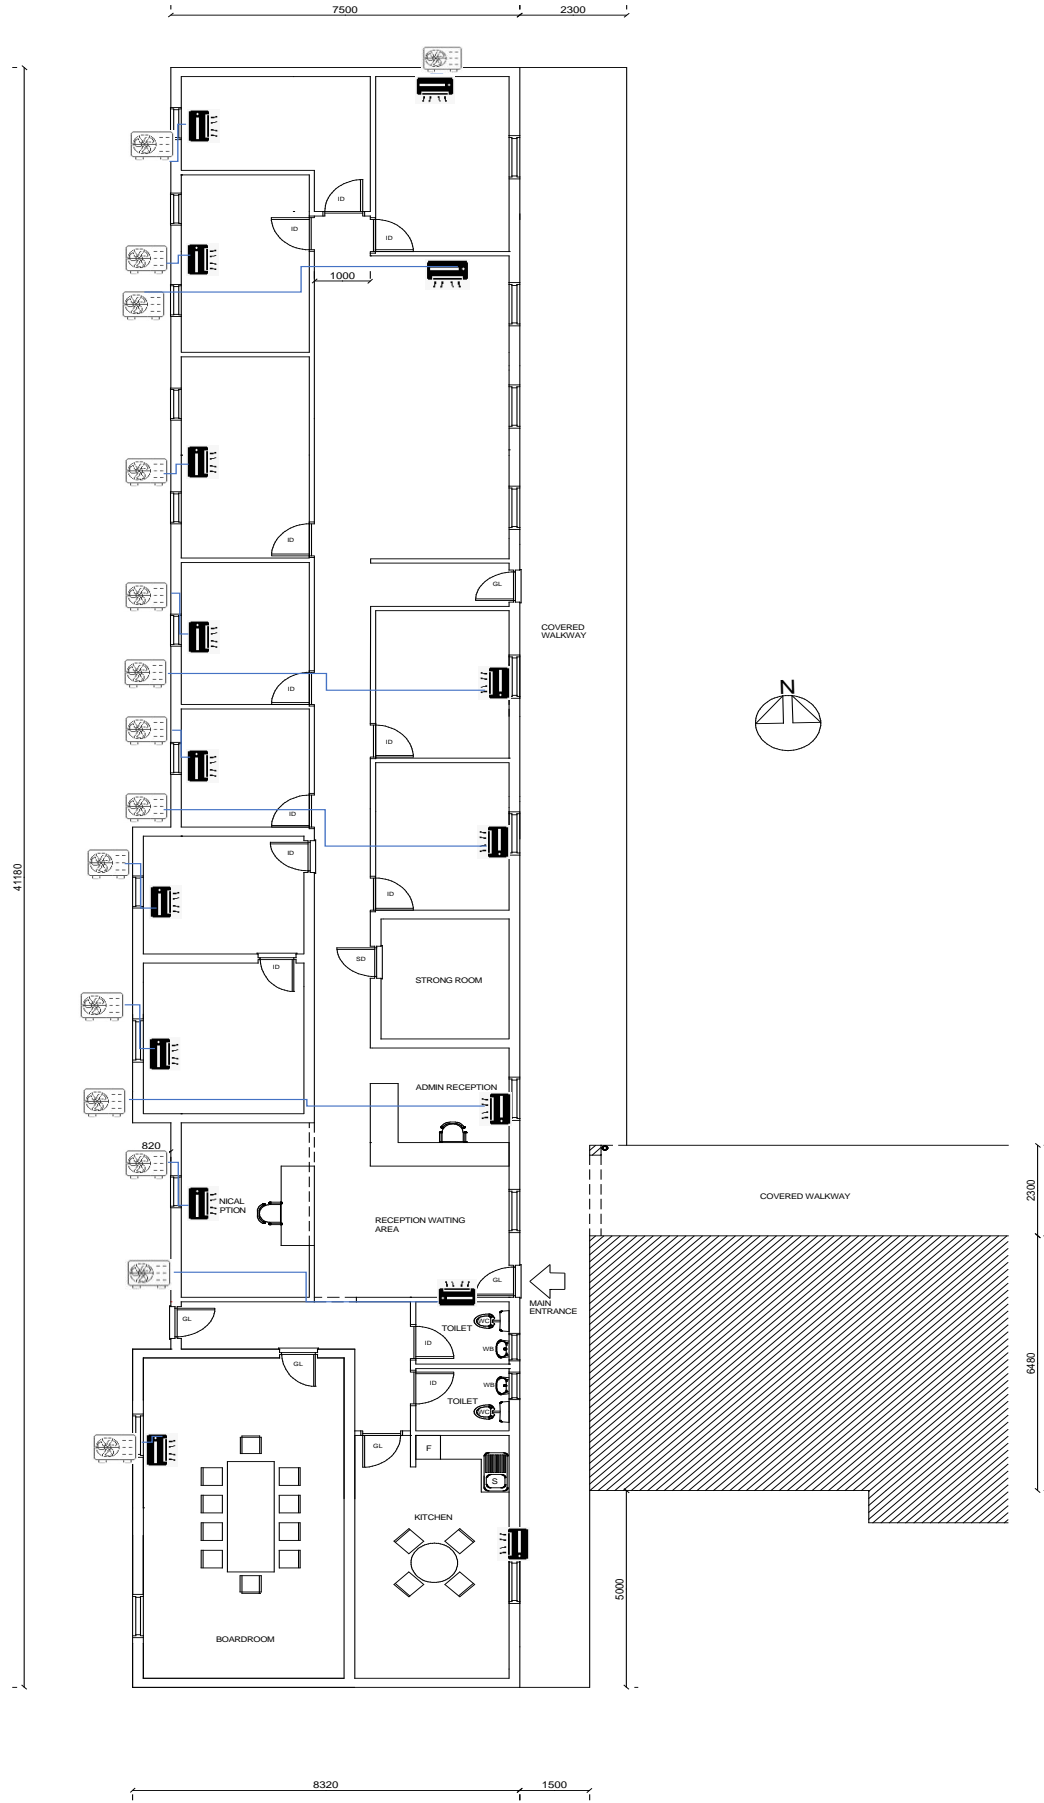 7500
2300
ID
ID
ID
1000
ID
GL
COVERED
WALKWAY
N
ID
ID
ID
ID
ID
41180
SD
ID
STRONG ROOM
ADMIN RECEPTION
820
COVERED WALKWAY
2300
NICAL
PTION
RECEPTION WAITING
AREA
GL
MAIN
ENTRANCE
GL
TOILET
WC
ID
WB
GL
6480
ID
WB
TOILET
WC
GL
F
S
KITCHEN
5000
BOARDROOM
8320
1500